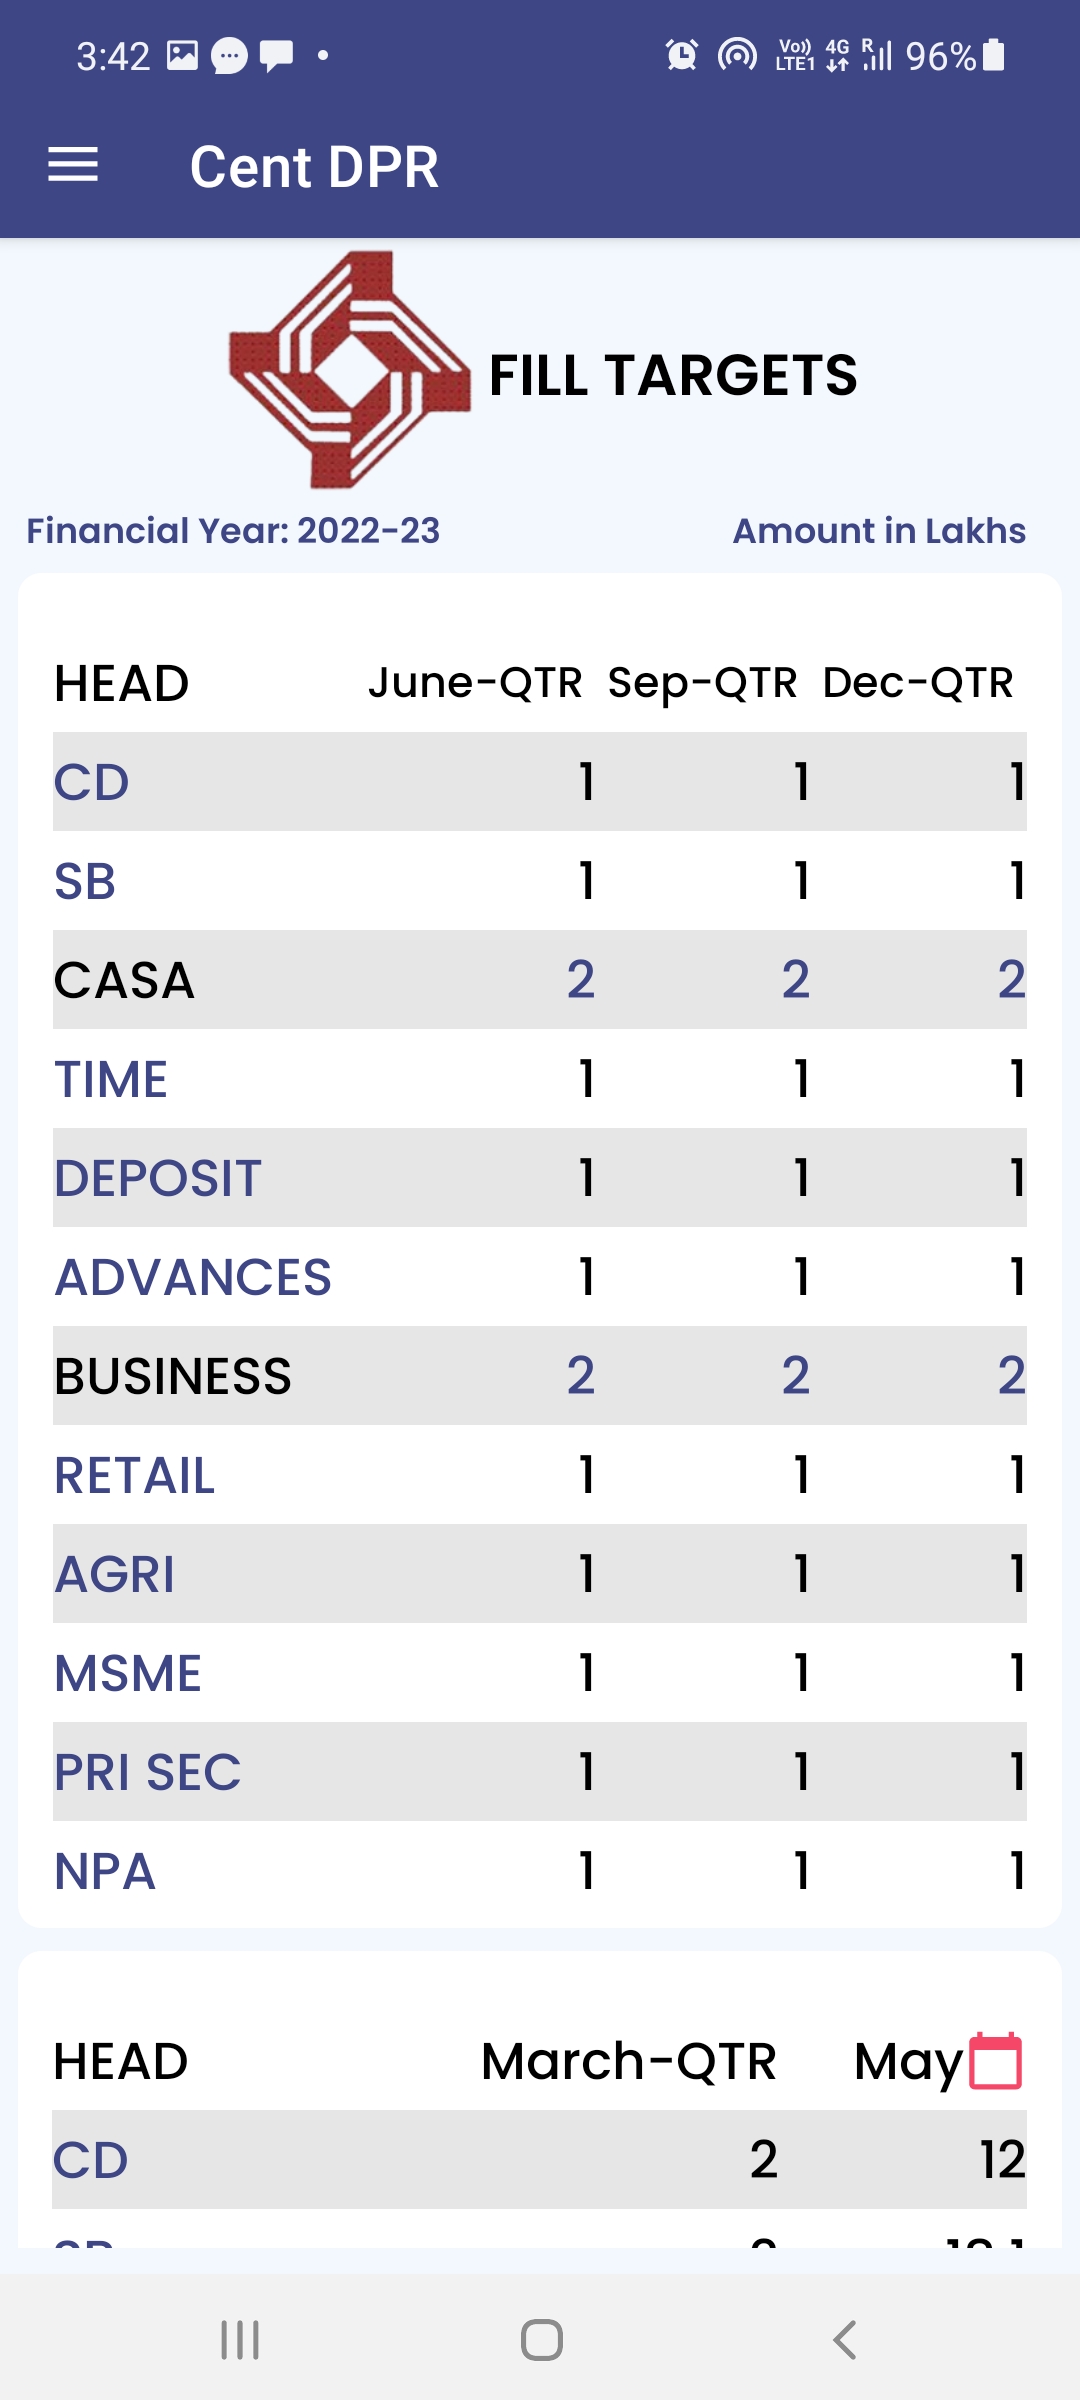 3:42 Vo)) LTE1 4G R 96%
Cent DPR
FILL TARGETS
Financial Year: 2022-23 Amount in Lakhs
HEAD June-QTR Sep-QTR Dec-QTR
CD 1 1 1
SB 1 1 1
CASA 2 2 2
TIME 1 1 1
DEPOSIT 1 1 1
ADVANCES 1 1 1
BUSINESS 2 2 2
RETAIL 1 1 1
AGRI 1 1 1
MSME 1 1 1
PRI SEC 1 1 1
NPA 1 1 1
HEAD March-QTR May
CD 2 12